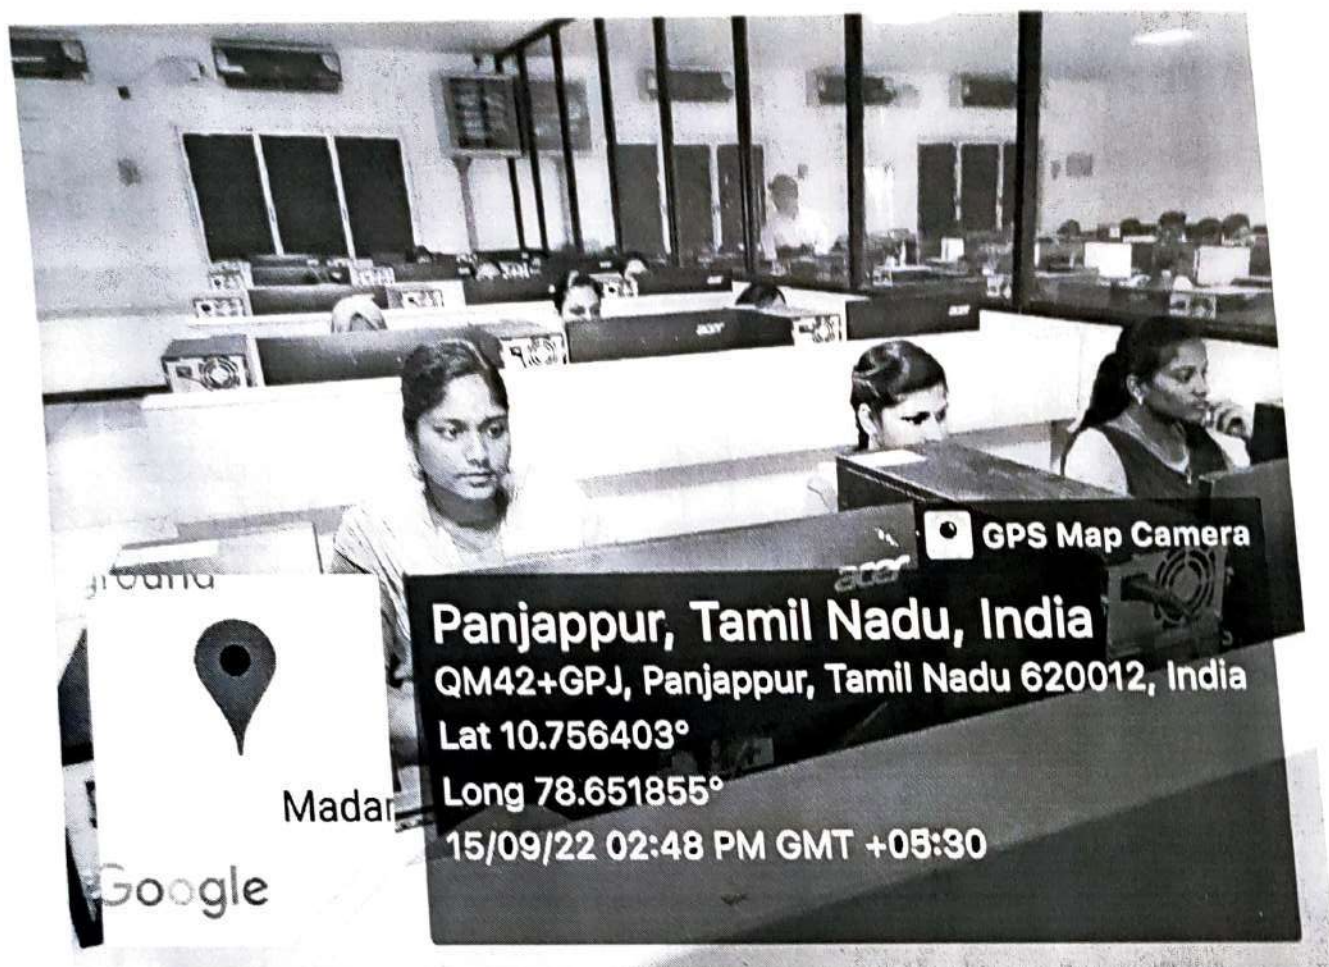 acer
acer
GPS Map Camera
acer
ground
Panjappur, Tamil Nadu, India
QM42+GPJ, Panjappur, Tamil Nadu 620012, India
Lat 10.756403°
Long 78.651855°
Madar
15/09/22 02:48 PM GMT +05:30
Google